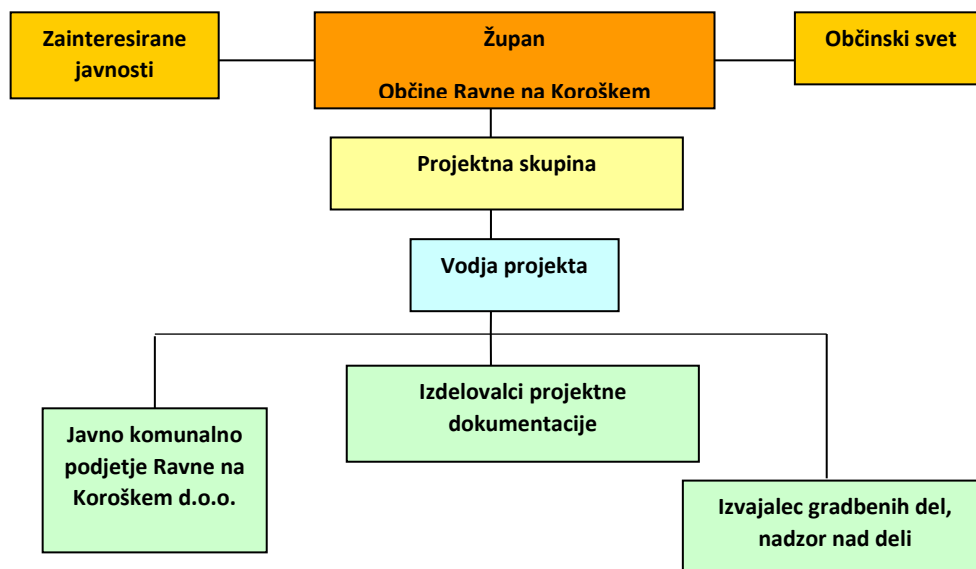 Zainteresirane
javnosti
Župan
Občine Ravne na Koroškem
Občinski svet
Projektna skupina
Vodja projekta
Javno komunalno
podjetje Ravne na
Koroškem d.o.o.
Izdelovalci projektne
dokumentacije
Izvajalec gradbenih del,
nadzor nad deli